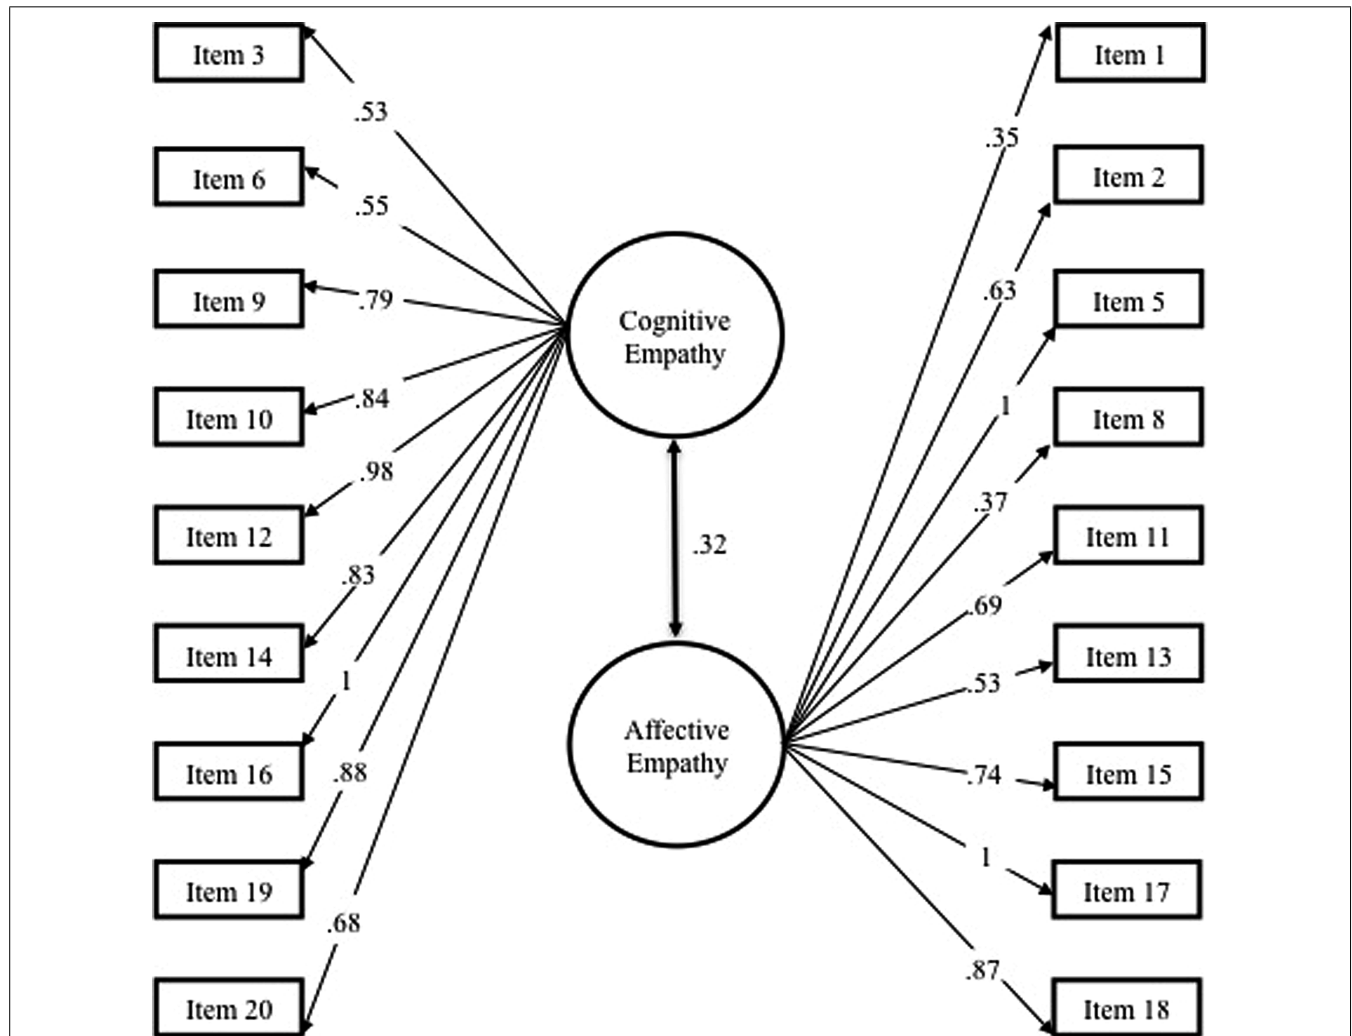 Item 3
Item 1
.53
.35
Item 6
Item 2
.55
.63
Item 9
.79
Item 5
Cognitive
Empathy
Item 10
.84
1
Item 8
.98
.37
Item 12
.32
Item 11
.83
.69
Item 14
1
.53
Item 13
Item 16
.88
Affective
Empathy
.74
Item 15
Item 19
1
Item 17
.68
.87
Item 20
Item 18